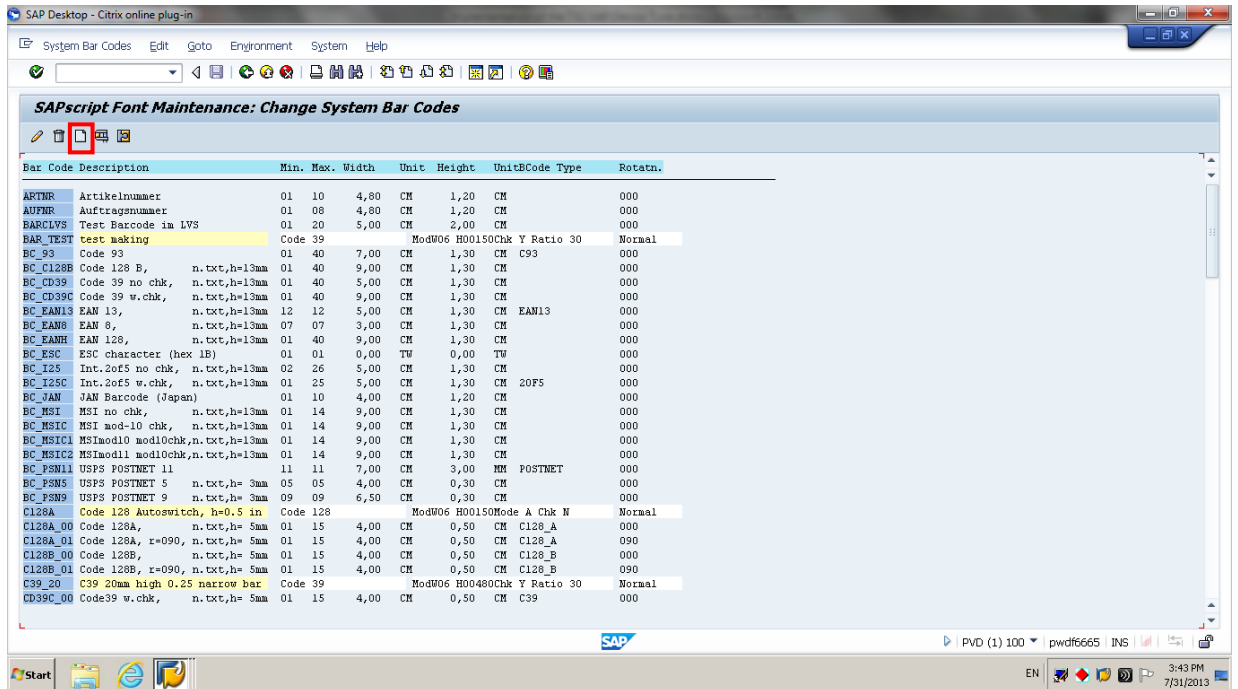 SAP Desktop - Citrix online plug-in
System Bar Codes Edit Goto Environment System Help
SAPscript Font Maintenance: Change System Bar Codes
Bar Code Description Min. Max. Width Unit Height UnitBCode Type Rotatn.
ARTNR Artikelnummer 01 10 4,80 CM 1,20 CM 000
AUFNR Auftragsnummer 01 08 4,80 CM 1,20 CM 000
BARCLVS Test Barcode im LVS 01 20 5,00 CM 2,00 CM 000
BAR_TEST test making Code 39 ModW06 H00150Chk Y Ratio 30 Normal
BC_93 Code 93 01 40 7,00 CM 1,30 CM C93 000
BC_C128B Code 128 B, n.txt,h=13mm 01 40 9,00 CM 1,30 CM 000
BC_CD39 Code 39 no chk, n.txt,h=13mm 01 40 5,00 CM 1,30 CM 000
BC_CD39C Code 39 w.chk, n.txt,h=13mm 01 40 9,00 CM 1,30 CM 000
BC_EAN13 EAN 13, n.txt,h=13mm 12 12 5,00 CM 1,30 CM EAN13 000
BC_EAN8 EAN 8, n.txt,h=13mm 07 07 3,00 CM 1,30 CM 000
BC_EANH EAN 128, n.txt,h=13mm 01 40 9,00 CM 1,30 CM 000
BC_ESC ESC character (hex 1B) 01 01 0,00 TW 0,00 TW 000
BC_I25 Int.2of5 no chk, n.txt,h=13mm 02 26 5,00 CM 1,30 CM 000
BC_I25C Int.2of5 w.chk, n.txt,h=13mm 01 25 5,00 CM 1,30 CM 2OF5 000
BC_JAN JAN Barcode (Japan) 01 10 4,00 CM 1,20 CM 000
BC_MSI MSI no chk, n.txt,h=13mm 01 14 9,00 CM 1,30 CM 000
BC_MSIC MSI mod-10 chk, n.txt,h=13mm 01 14 9,00 CM 1,30 CM 000
BC_MSIC1 MSImod10 mod10chk,n.txt,h=13mm 01 14 9,00 CM 1,30 CM 000
BC_MSIC2 MSImod11 mod10chk,n.txt,h=13mm 01 14 9,00 CM 1,30 CM 000
BC_PSN11 USPS POSTNET 11 11 11 7,00 CM 3,00 MM POSTNET 000
BC_PSN5 USPS POSTNET 5 n.txt,h= 3mm 05 05 4,00 CM 0,30 CM 000
BC_PSN9 USPS POSTNET 9 n.txt,h= 3mm 09 09 6,50 CM 0,30 CM 000
C128A Code 128 Autoswitch, h=0.5 in Code 128 ModW06 H00150Mode A Chk N Normal
C128A_00 Code 128A, n.txt,h= 5mm 01 15 4,00 CM 0,50 CM C128_A 000
C128A_01 Code 128A, r=090, n.txt,h= 5mm 01 15 4,00 CM 0,50 CM C128_A 090
C128B_00 Code 128B, n.txt,h= 5mm 01 15 4,00 CM 0,50 CM C128_B 000
C128B_01 Code 128B, r=090, n.txt,h= 5mm 01 15 4,00 CM 0,50 CM C128_B 090
C39_20 C39 20mm high 0.25 narrow bar Code 39 ModW06 H00480Chk Y Ratio 30 Normal
CD39C_00 Code39 w.chk, n.txt,h= 5mm 01 15 4,00 CM 0,50 CM C39 000
SAP PVD (1) 100 pwdf6665 INS
Start EN 3:43 PM
7/31/2013